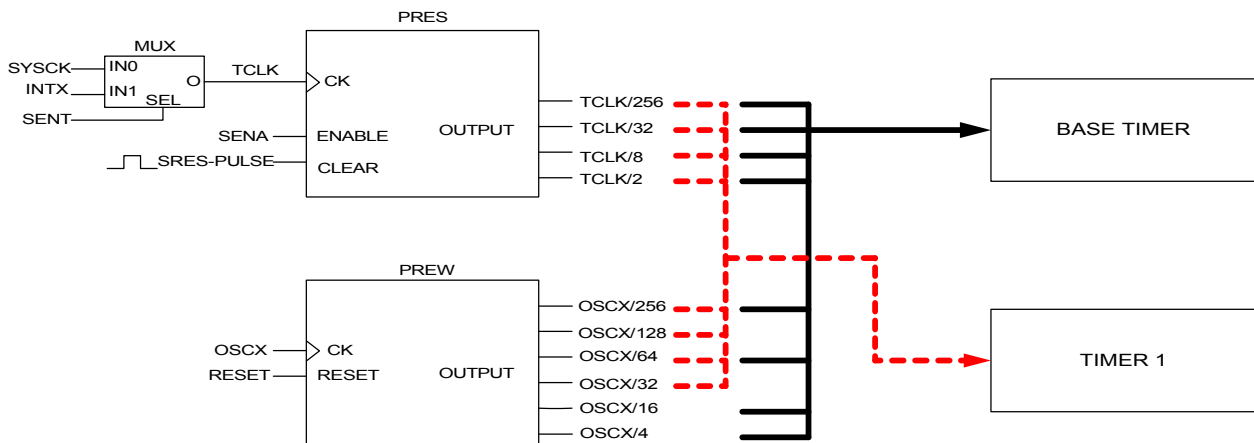 PRES
MUX
SYSCK
IN0
INTX
IN1
O
SEL
SENT
TCLK
CK
SENA
ENABLE
SRES-PULSE
CLEAR
OUTPUT
TCLK/256
TCLK/32
TCLK/8
TCLK/2
BASE TIMER
PREW
OSCX
CK
RESET
RESET
OUTPUT
OSCX/256
OSCX/128
OSCX/64
OSCX/32
OSCX/16
OSCX/4
TIMER 1